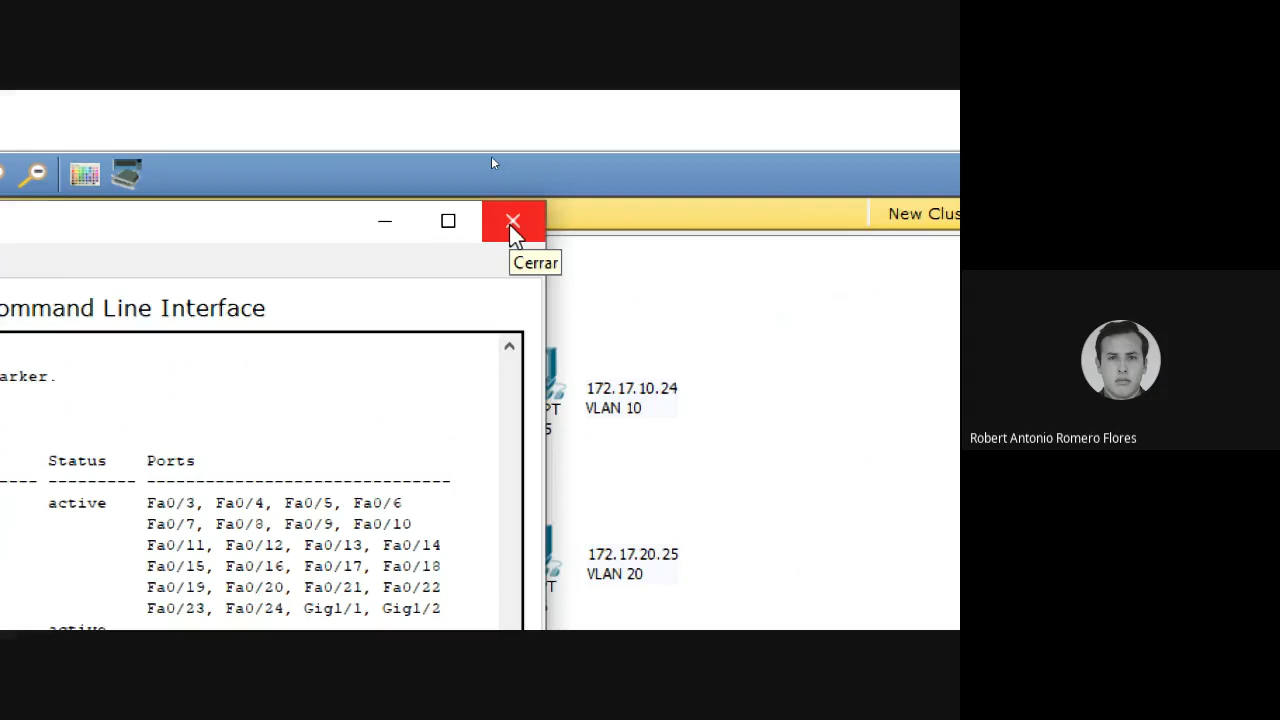 New Clus
Cerrar
ommand Line Interface
arker.
172.17.10.24
VLAN 10
PT
5
Status Ports
---- --------- -------------------------------
active Fa0/3, Fa0/4, Fa0/5, Fa0/6
Fa0/7, Fa0/8, Fa0/9, Fa0/10
Fa0/11, Fa0/12, Fa0/13, Fa0/14
Fa0/15, Fa0/16, Fa0/17, Fa0/18
Fa0/19, Fa0/20, Fa0/21, Fa0/22
Fa0/23, Fa0/24, Gig1/1, Gig1/2
active
172.17.20.25
VLAN 20
T
Robert Antonio Romero Flores